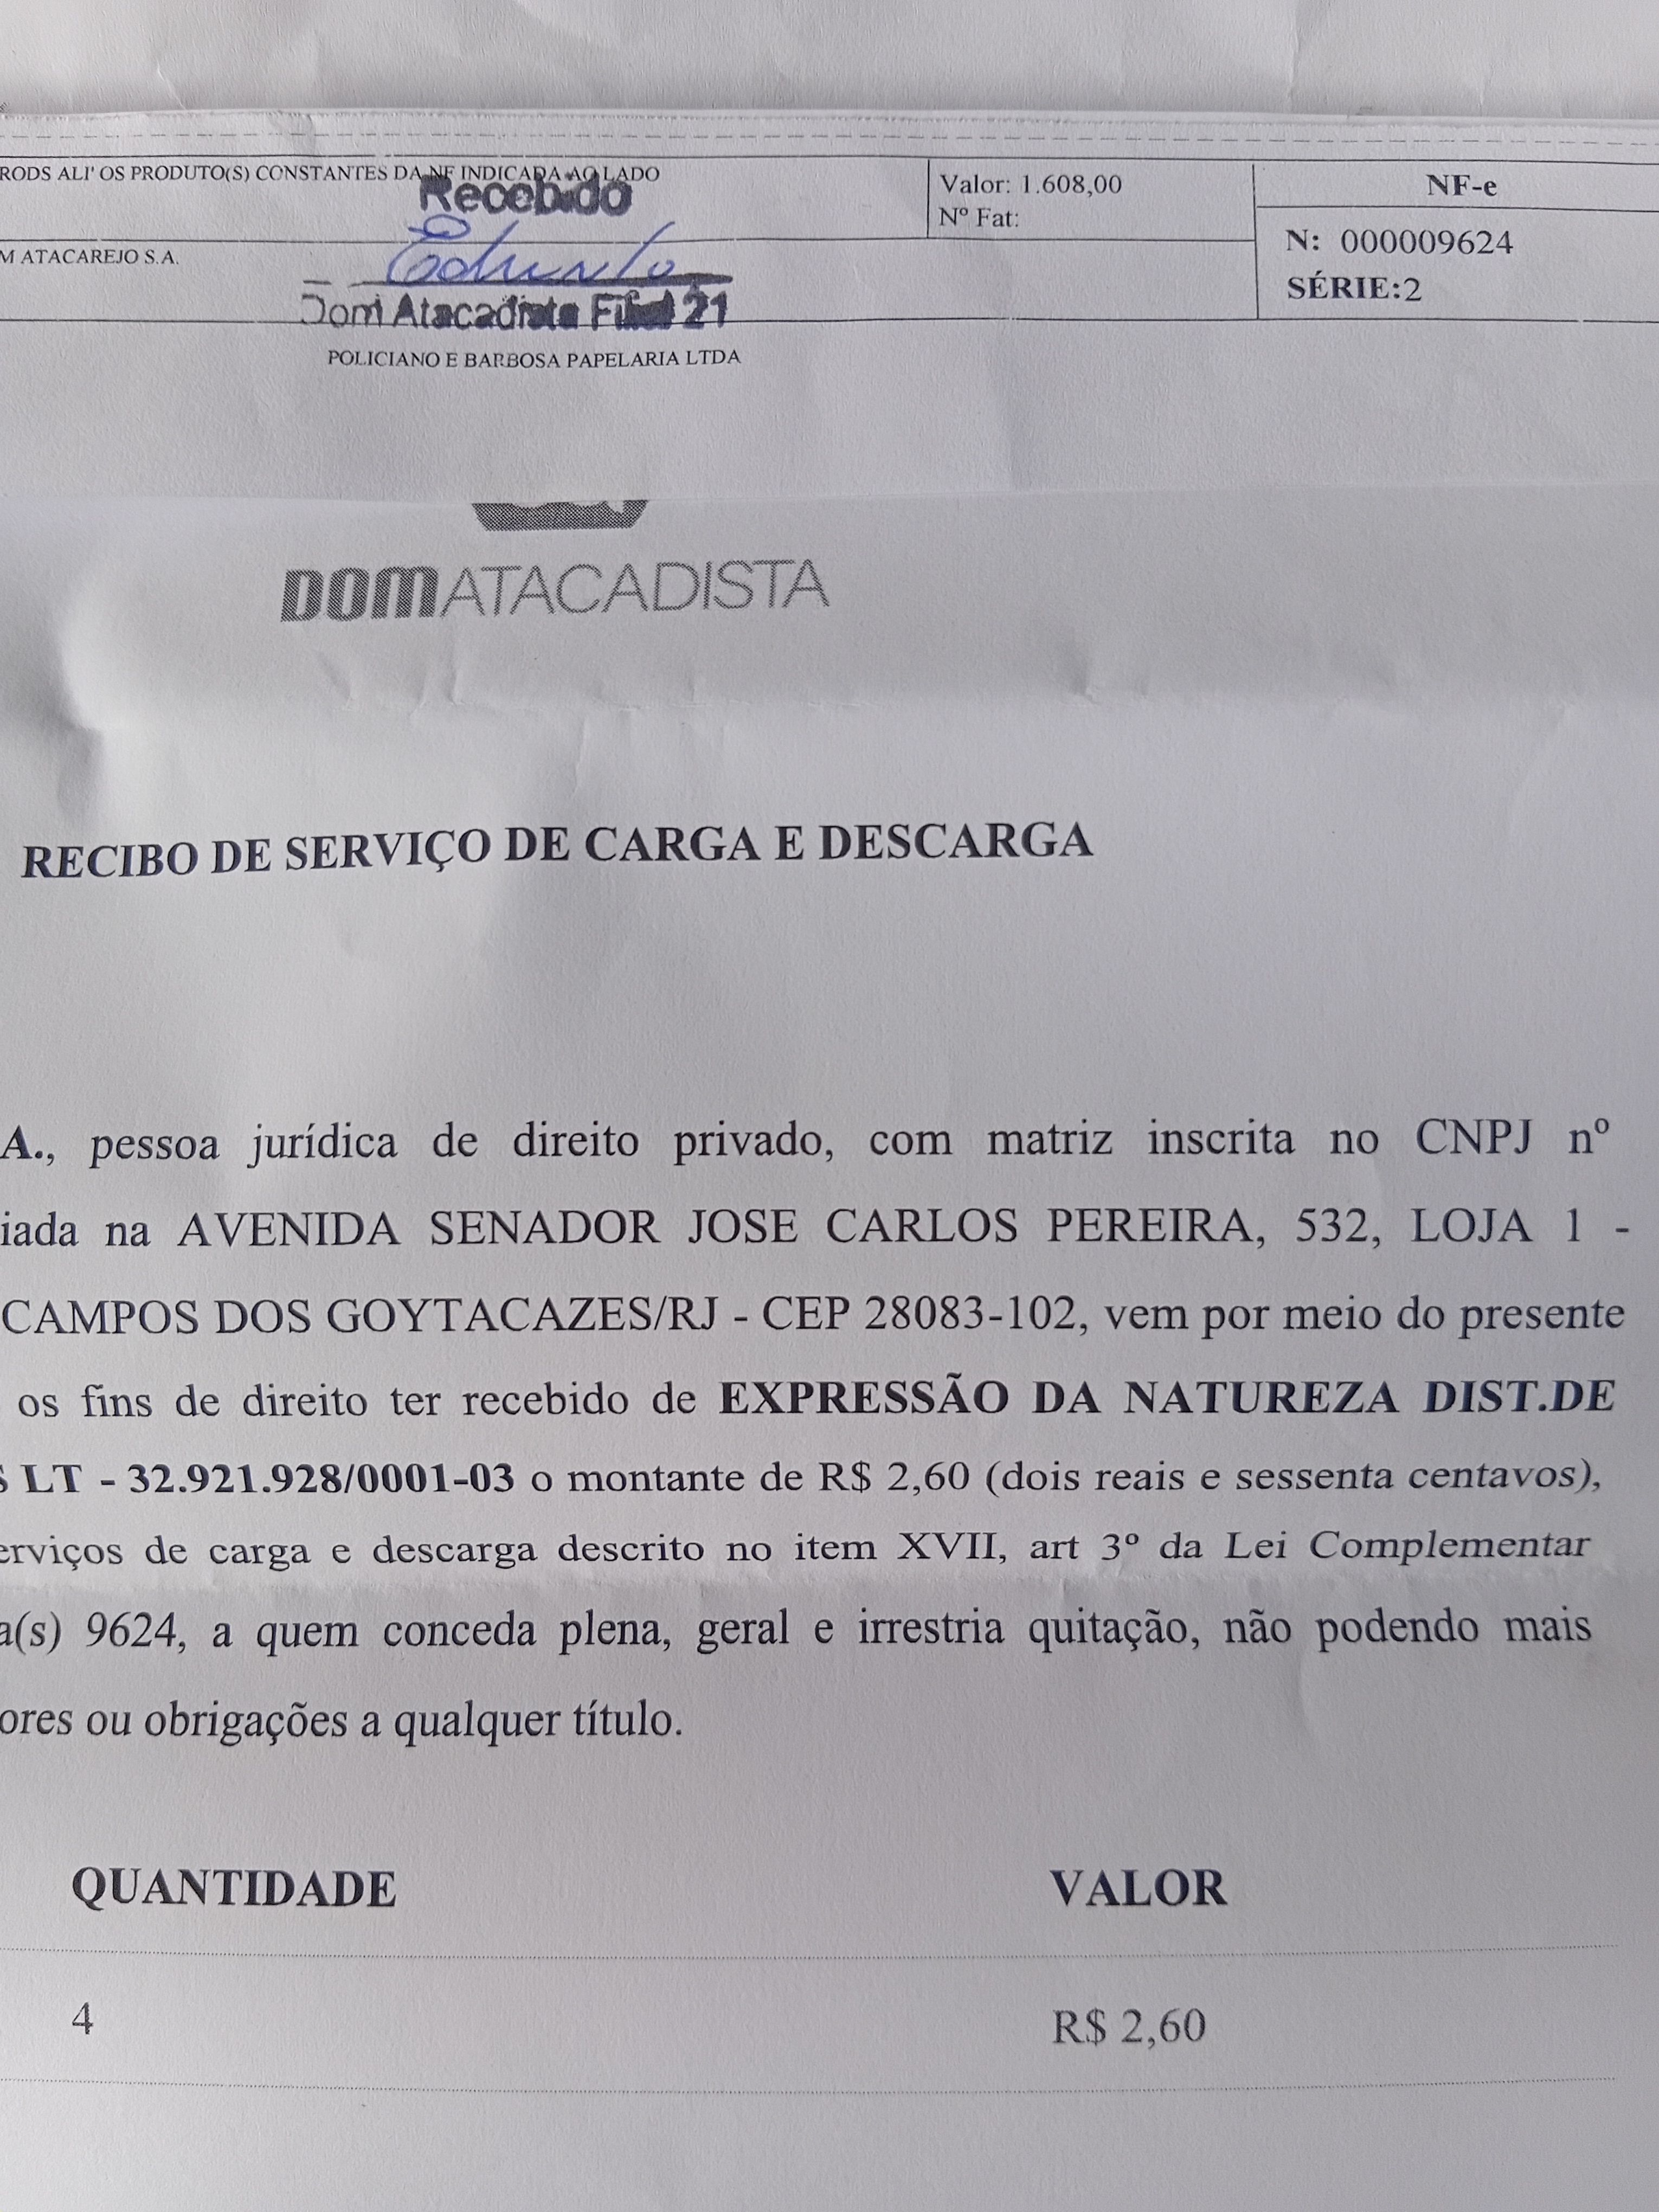 RODS ALI' OS PRODUTO(S) CONSTANTES DA NF INDICADA AO LADO
Recebido
Valor: 1.608,00
Nº Fat:
NF-e
N: 000009624
SÉRIE:2
M ATACAREJO S.A.
Dom Atacadista Filial 21
POLICIANO E BARBOSA PAPELARIA LTDA
DOMATACADISTA
RECIBO DE SERVIÇO DE CARGA E DESCARGA
A., pessoa jurídica de direito privado, com matriz inscrita no CNPJ nº
iada na AVENIDA SENADOR JOSE CARLOS PEREIRA, 532, LOJA 1 -
CAMPOS DOS GOYTACAZES/RJ - CEP 28083-102, vem por meio do presente
os fins de direito ter recebido de EXPRESSÃO DA NATUREZA DIST.DE
S LT - 32.921.928/0001-03 o montante de R$ 2,60 (dois reais e sessenta centavos),
erviços de carga e descarga descrito no item XVII, art 3º da Lei Complementar
a(s) 9624, a quem conceda plena, geral e irrestria quitação, não podendo mais
ores ou obrigações a qualquer título.
QUANTIDADE VALOR
4 R$ 2,60